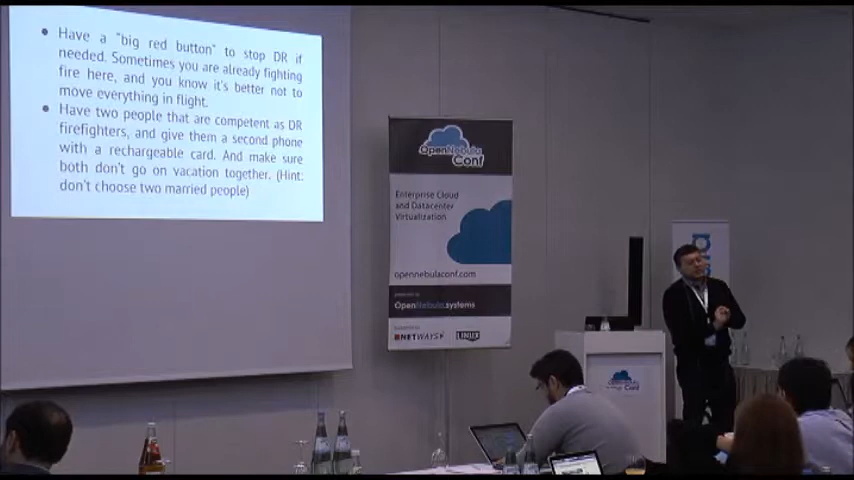 • Have a "big red button" to stop DR if
needed. Sometimes you are already fighting
fire here, and you know it's better not to
move everything in flight.
• Have two people that are competent as DR
firefighters, and give them a second phone
with a rechargeable card. And make sure
both don't go on vacation together. (Hint:
don't choose two married people)
OpenNebula
Conf
Enterprise Cloud
and Datacenter
Virtualization
opennebulaconf.com
OpenNebula.systems
NETWAYS
LINUX
Conf